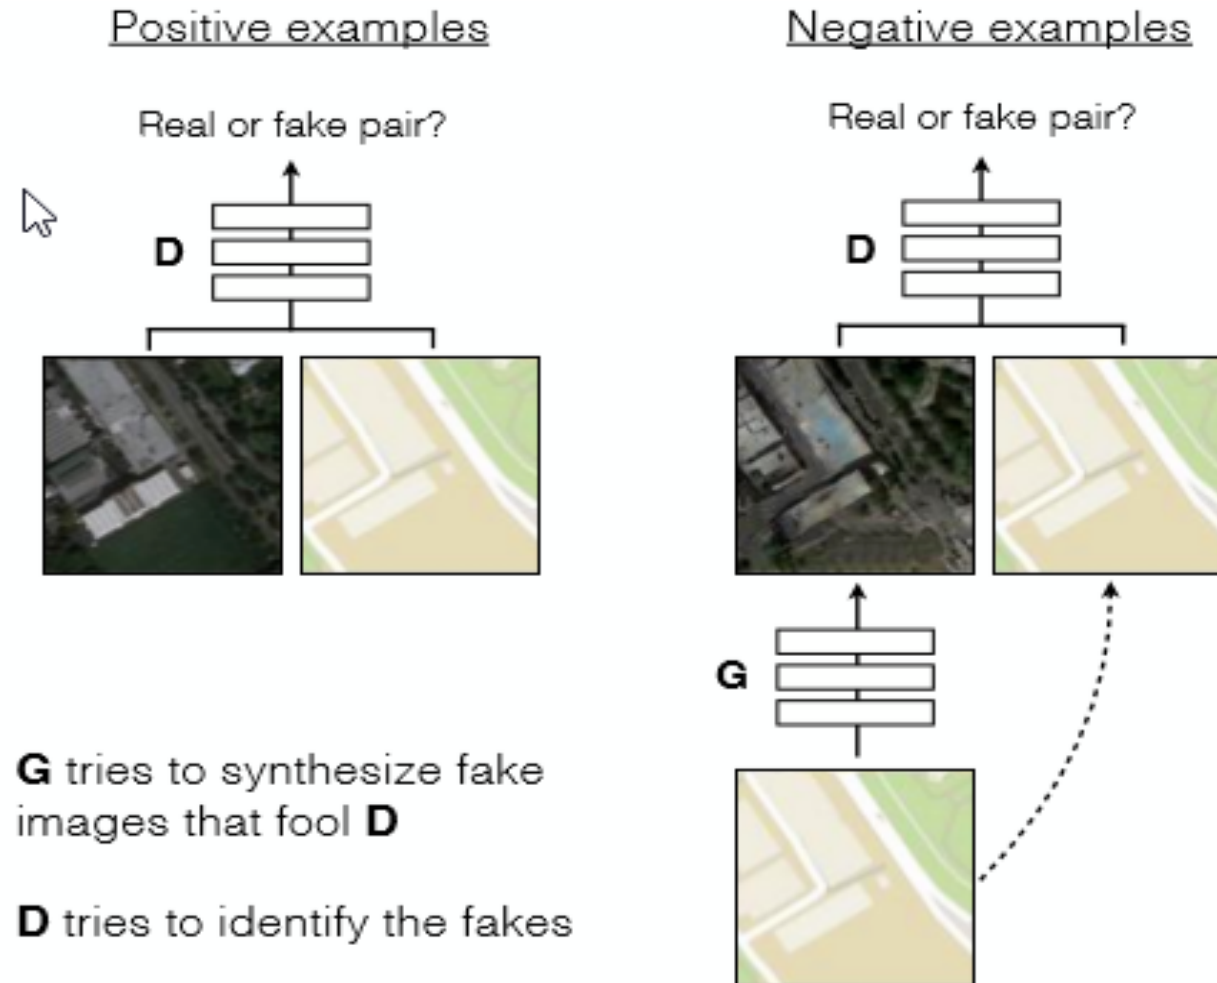 Positive examples
Real or fake pair?
D
G tries to synthesize fake
images that fool D
D tries to identify the fakes
Negative examples
Real or fake pair?
D
G